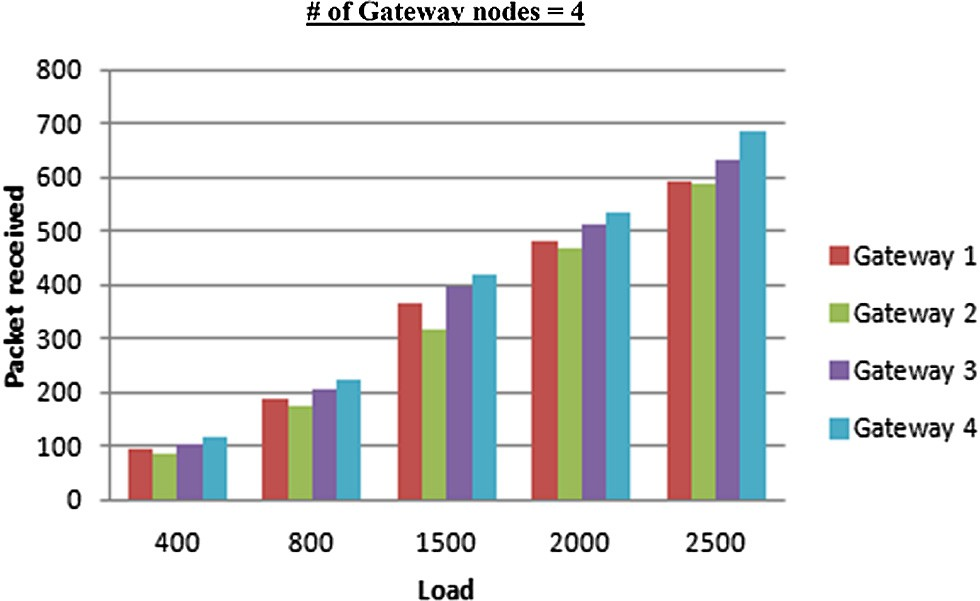 # of Gateway nodes = 4
800
700
600
500
400
300
200
100
0
Packet received
400 800 1500 2000 2500
Load
Gateway 1
Gateway 2
Gateway 3
Gateway 4